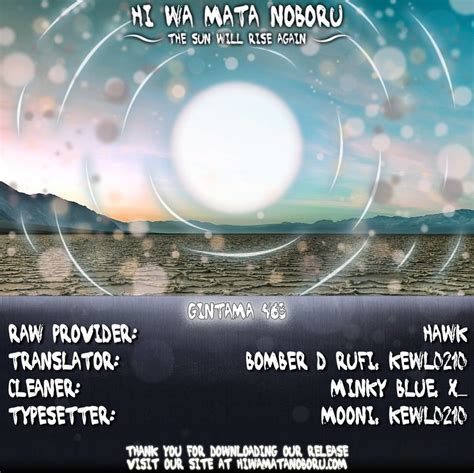 HI WA MATA NOBORU
THE SUN WILL RISE AGAIN
GINTAMA 463
RAW PROVIDER: HAWK
TRANSLATOR: BOMBER D RUFI, KEWL0210
CLEANER: MINKY BLUE, X_
TYPESETTER: MOONI, KEWL0210
THANK YOU FOR DOWNLOADING OUR RELEASE
VISIT OUR SITE AT HIWAMATANOBORU.COM